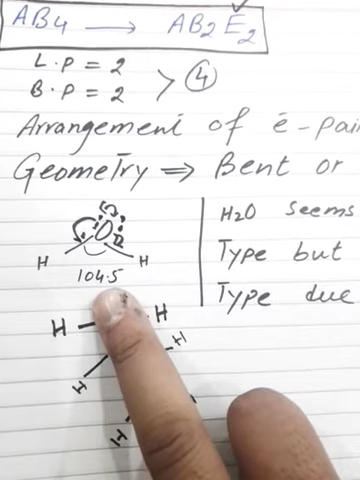 AB4 → AB2E2
L.P = 2
B.P = 2 > 4
Arrangement of e-pai
Geometry ⇒ Bent or
O
H H
104.5
H2O seems
Type but
Type due
H H
H
H
H